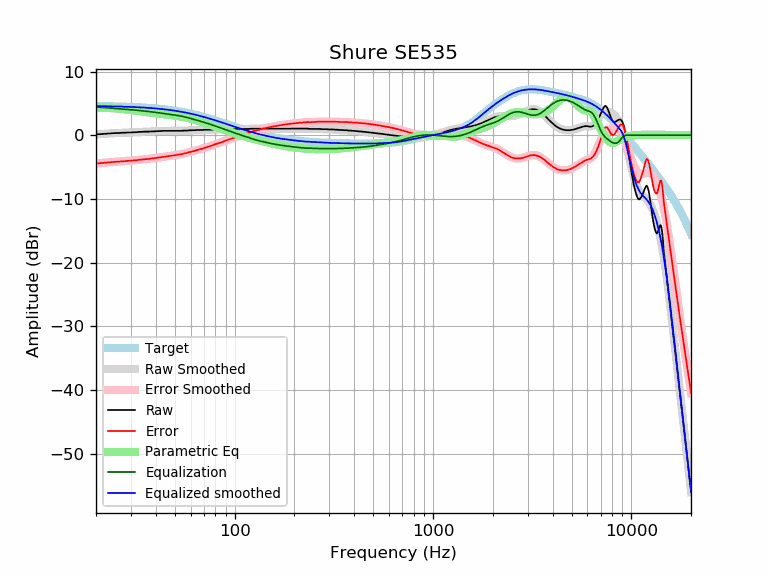 Shure SE535
10
0
−10
−20
−30
−40
−50
Amplitude (dBr)
Target
Raw Smoothed
Error Smoothed
Raw
Error
Parametric Eq
Equalization
Equalized smoothed
100
1000
10000
Frequency (Hz)